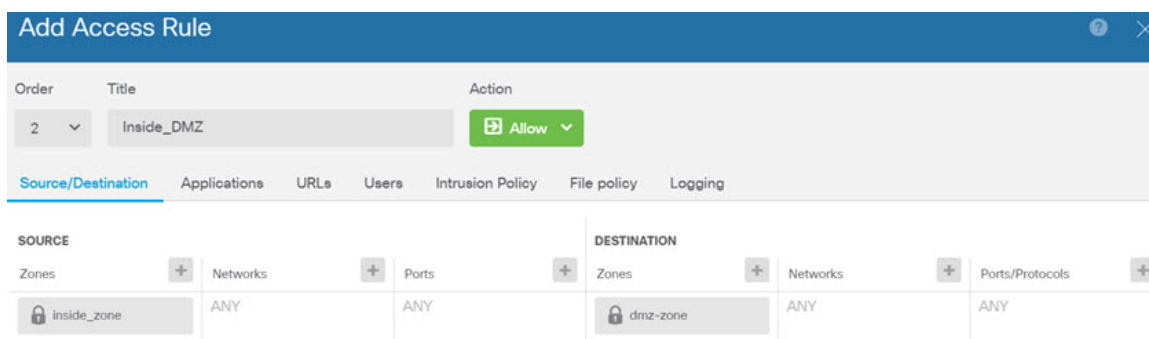 Add Access Rule
Order Title Action
2 Inside_DMZ Allow
Source/Destination Applications URLs Users Intrusion Policy File policy Logging
SOURCE DESTINATION
Zones Networks Ports Zones Networks Ports/Protocols
inside_zone ANY ANY dmz-zone ANY ANY